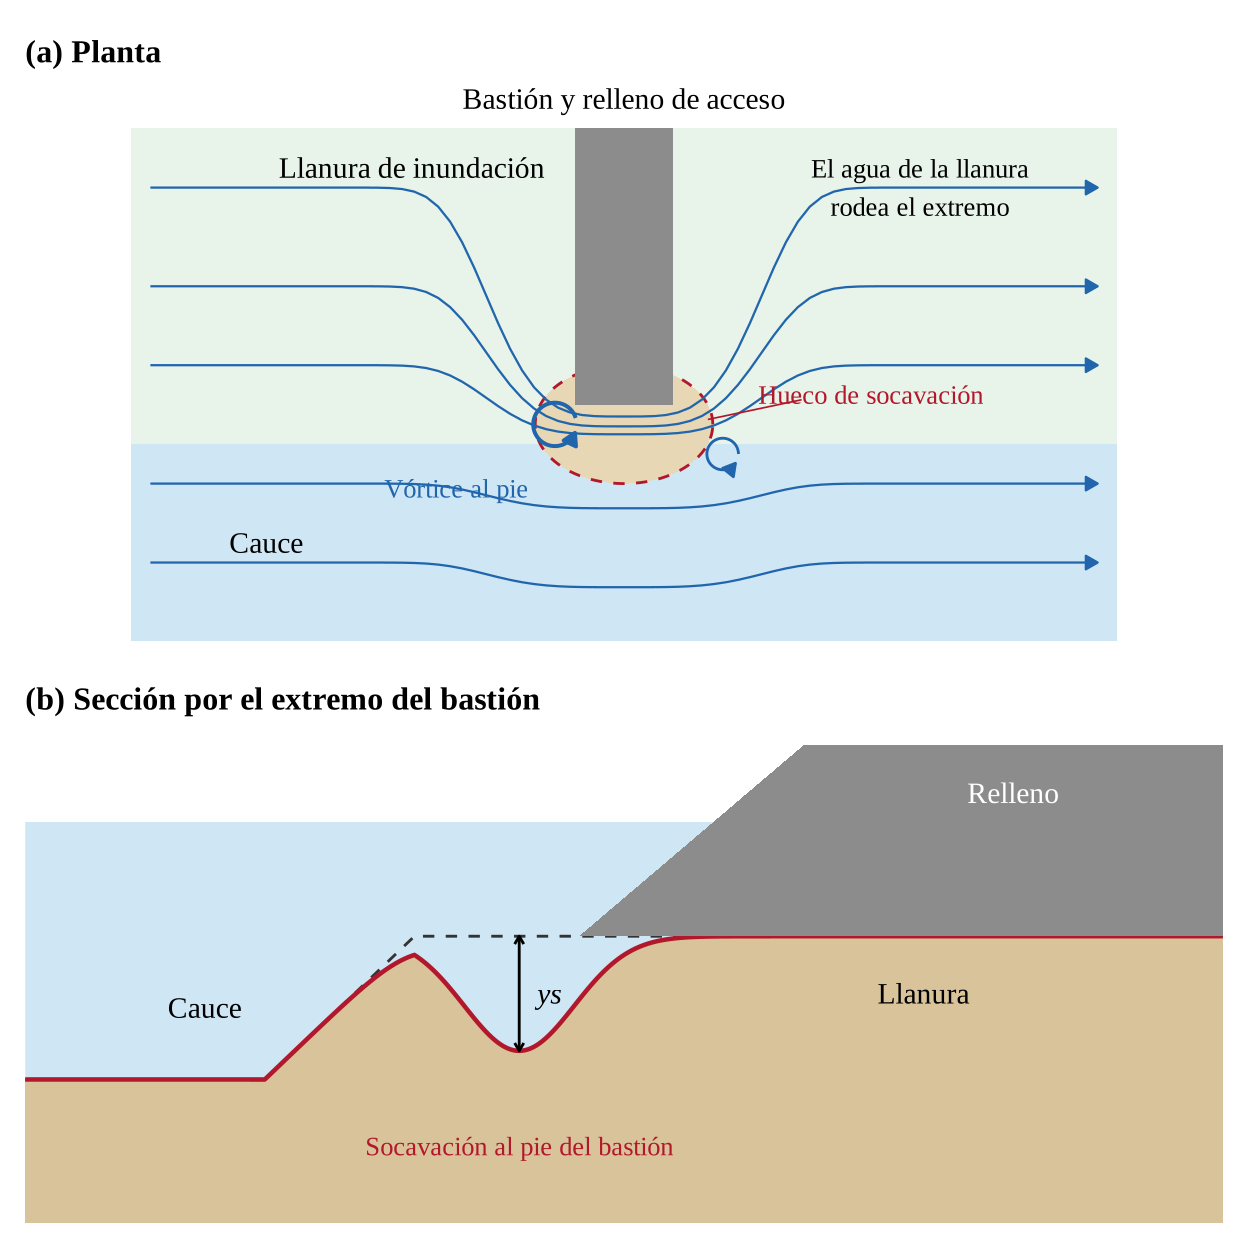 (a) Planta
Bastión y relleno de acceso
Llanura de inundación
El agua de la llanura
rodea el extremo
Hueco de socavación
Vórtice al pie
Cauce
(b) Sección por el extremo del bastión
Relleno
ys
Cauce
Llanura
Socavación al pie del bastión